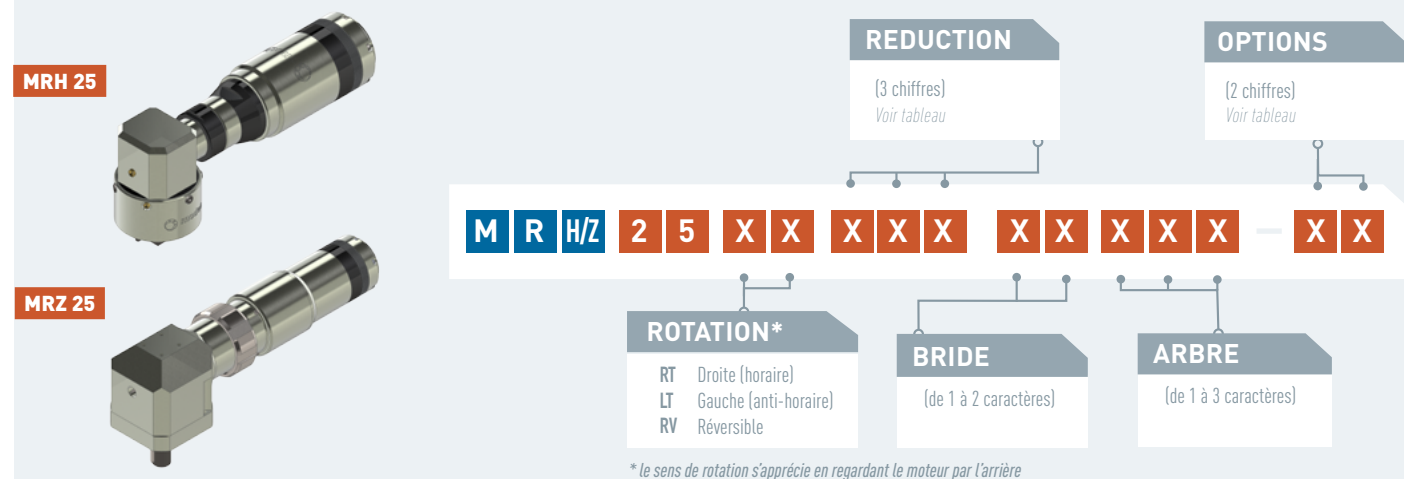 MRH 25
MRZ 25
REDUCTION
(3 chiffres)
Voir tableau
OPTIONS
(2 chiffres)
Voir tableau
M R H/Z 2 5 X X X X X X X X X X — X X
ROTATION*
RT Droite (horaire)
LT Gauche (anti-horaire)
RV Réversible
BRIDE
(de 1 à 2 caractères)
ARBRE
(de 1 à 3 caractères)
* le sens de rotation s'apprécie en regardant le moteur par l'arrière